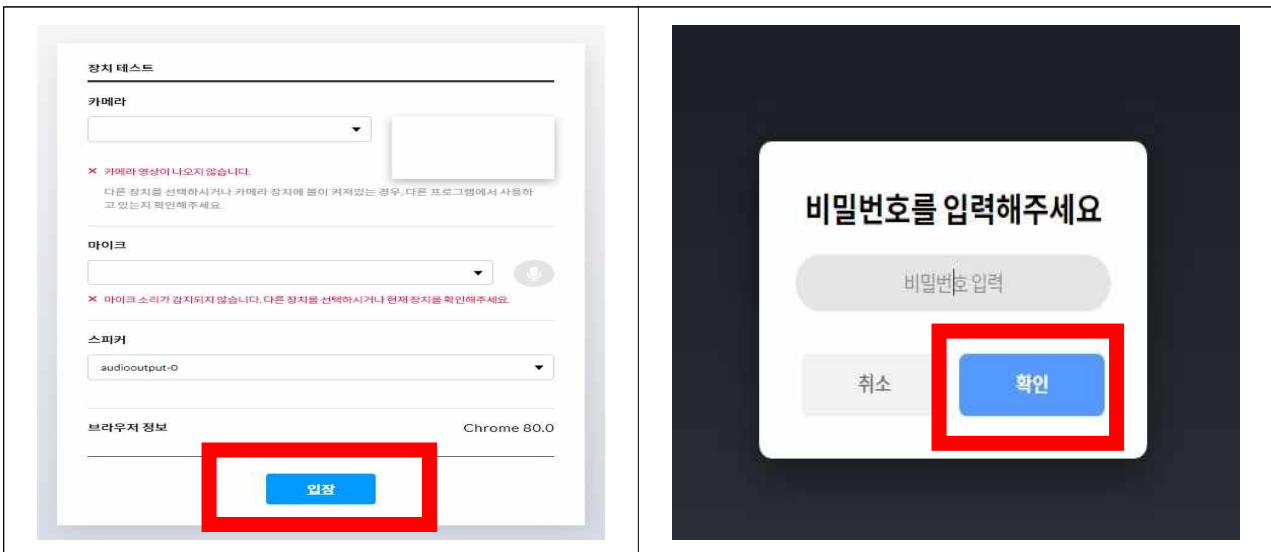 장치 테스트
카메라
× 카메라 영상이 나오지 않습니다.
다른 장치를 선택하시거나 카메라 장치에 불이 켜져있는 경우, 다른 프로그램에서 사용하
고 있는지 확인해주세요.
마이크
× 마이크 소리가 감지되지 않습니다. 다른 장치를 선택하시거나 현재 장치를 확인해주세요.
스피커
audiooutput-0
브라우저 정보 Chrome 80.0
입장
비밀번호를 입력해주세요
비밀번호 입력
취소 확인